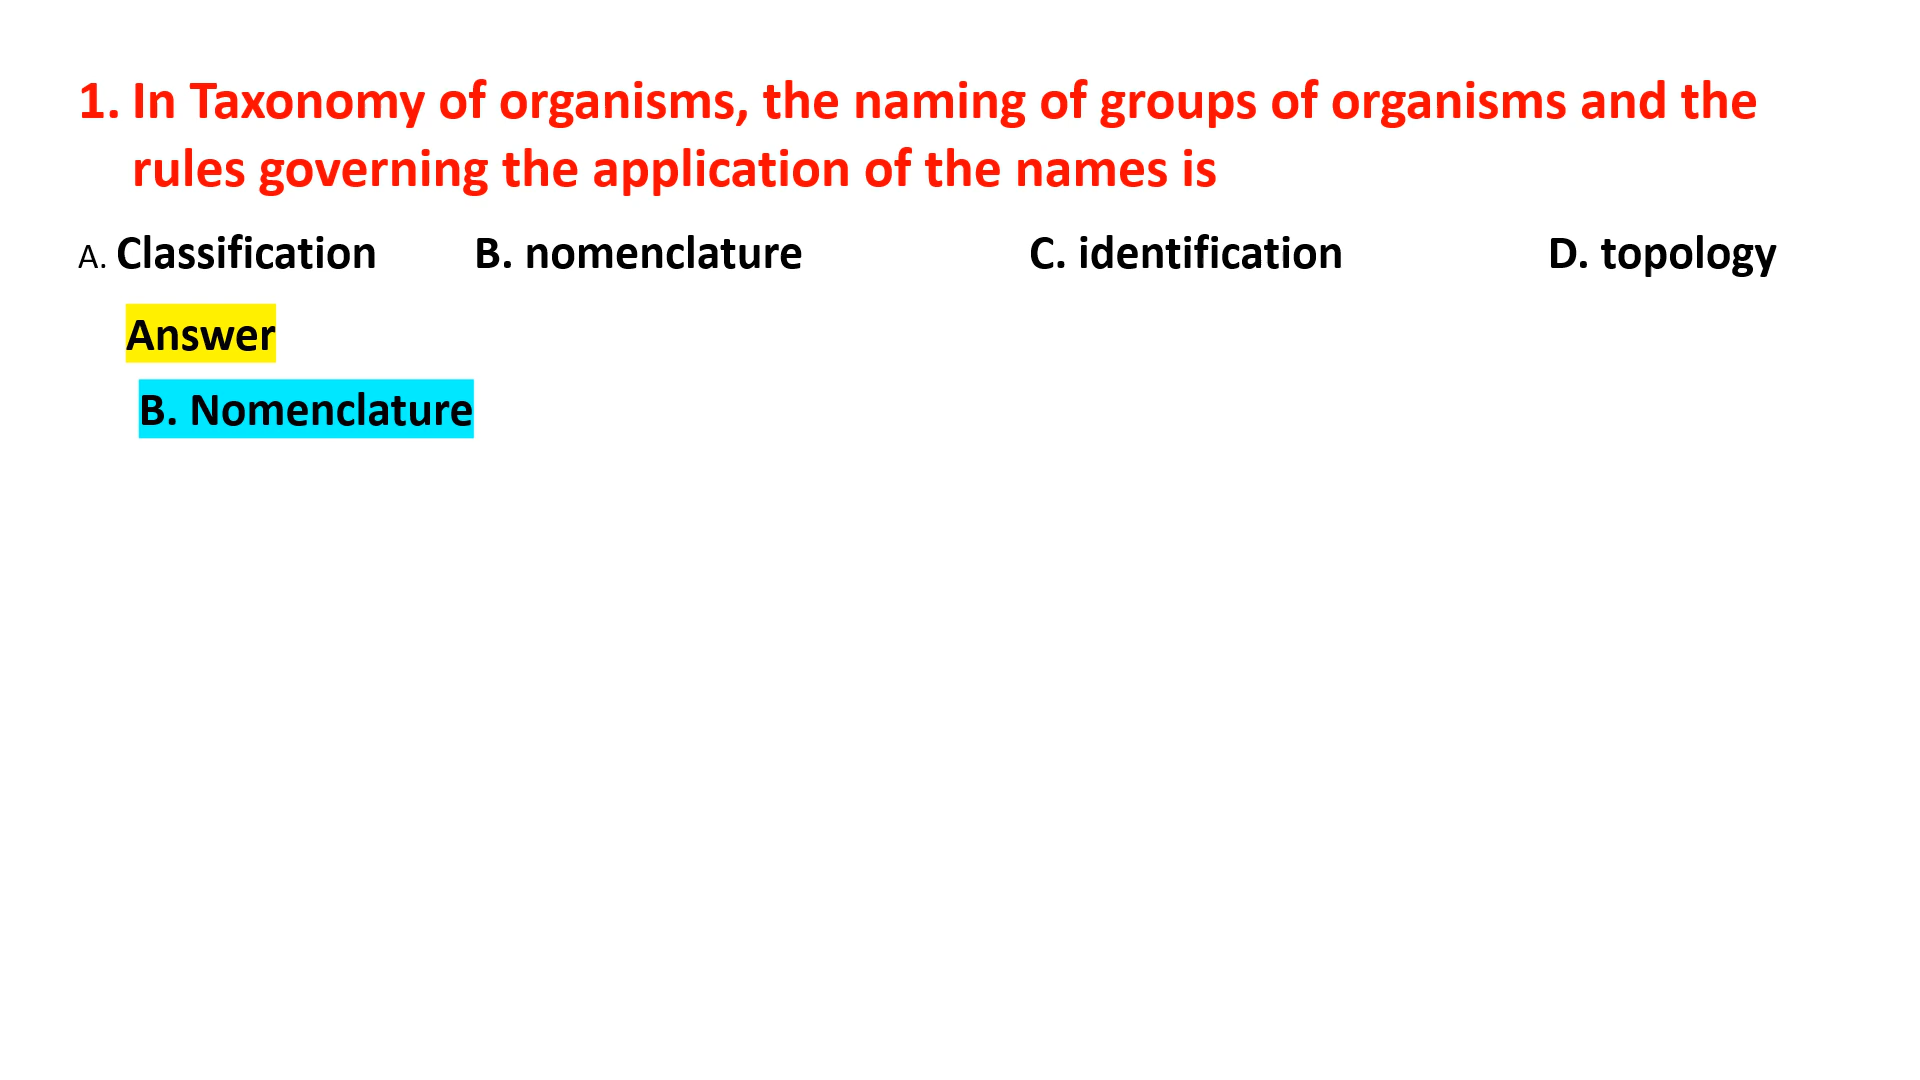 1. In Taxonomy of organisms, the naming of groups of organisms and the
rules governing the application of the names is
A. Classification B. nomenclature C. identification D. topology
Answer
B. Nomenclature